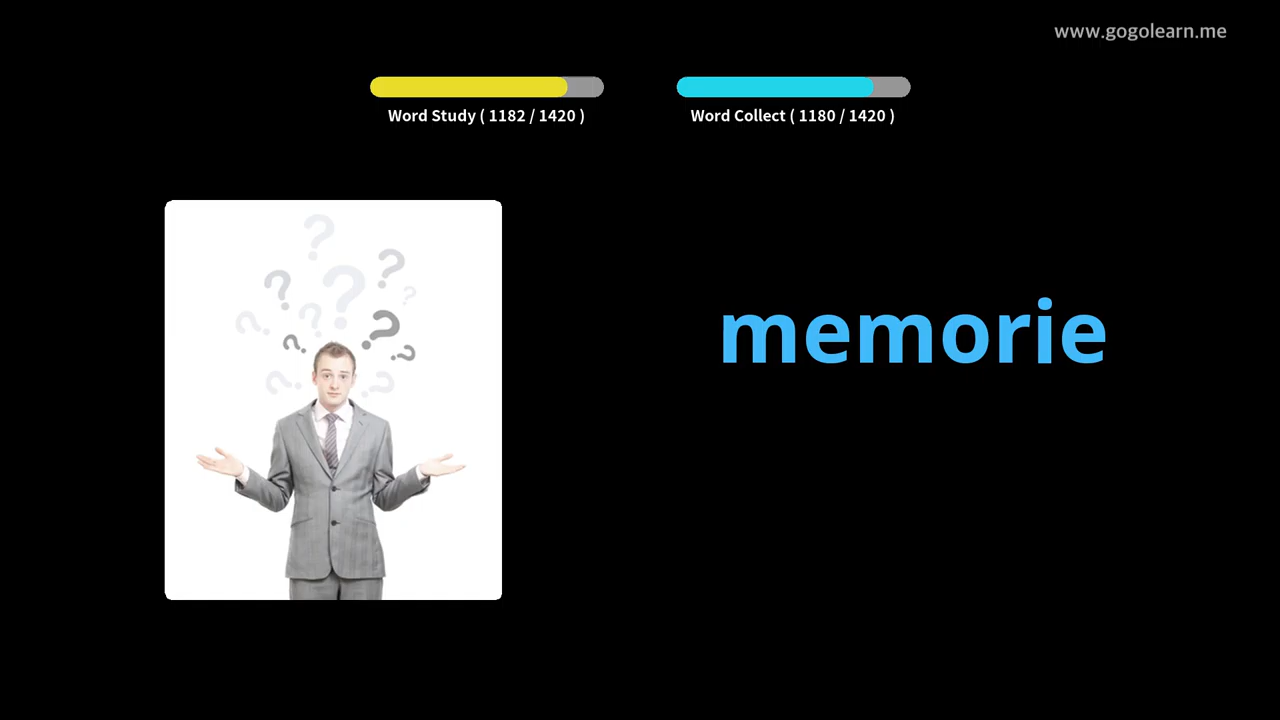 www.gogolearn.me
Word Study ( 1182 / 1420 )
Word Collect ( 1180 / 1420 )
? ? ? ? ? ? ? ? ? ? ? ?
memorie